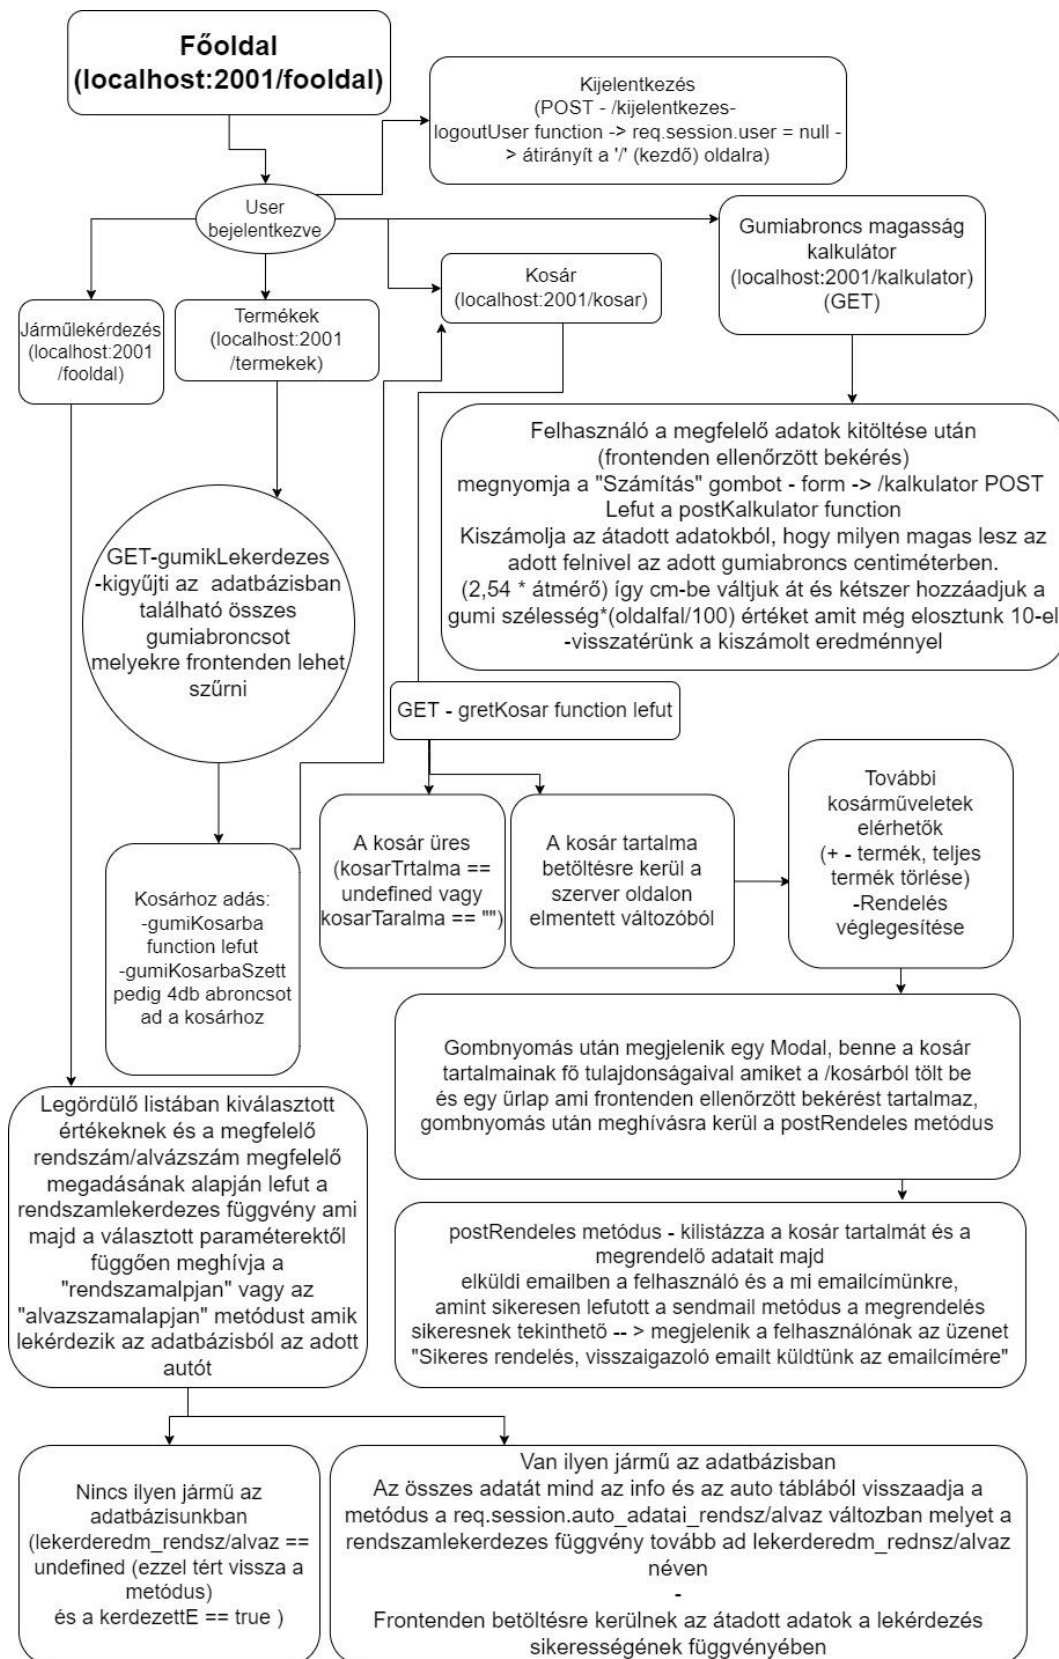 Főoldal
(localhost:2001/fooldal)
Kijelentkezés
(POST - /kijelentkezes-
logoutUser function -> req.session.user = null -
> átirányít a '/' (kezdő) oldalra)
User
bejelentkezve
Gumiabroncs magasság
kalkulátor
(localhost:2001/kalkulator)
(GET)
Kosár
(localhost:2001/kosar)
Járműlekérdezés
(localhost:2001
/fooldal)
Termékek
(localhost:2001
/termekek)
Felhasználó a megfelelő adatok kitöltése után
(frontenden ellenőrzött bekérés)
megnyomja a "Számítás" gombot - form -> /kalkulator POST
Lefut a postKalkulator function
Kiszámolja az átadott adatokból, hogy milyen magas lesz az
adott felnivel az adott gumiabroncs centiméterben.
(2,54 * átmérő) így cm-be váltjuk át és kétszer hozzáadjuk a
gumi szélesség*(oldalfal/100) értéket amit még elosztunk 10-el
-visszatérünk a kiszámolt eredménnyel
GET-gumikLekerdezes
-kigyűjti az adatbázisban
található összes
gumiabroncsot
melyekre frontenden lehet
szűrni
GET - gretKosar function lefut
További
kosárműveletek
elérhetők
(+ - termék, teljes
termék törlése)
-Rendelés
véglegesítése
A kosár üres
(kosarTrtalma ==
undefined vagy
kosarTaralma == "")
A kosár tartalma
betöltésre kerül a
szerver oldalon
elmentett változóból
Kosárhoz adás:
-gumiKosarba
function lefut
-gumiKosarbaSzett
pedig 4db abroncsot
ad a kosárhoz
Gombnyomás után megjelenik egy Modal, benne a kosár
tartalmainak fő tulajdonságaival amiket a /kosárból tölt be
és egy űrlap ami frontenden ellenőrzött bekérést tartalmaz,
gombnyomás után meghívásra kerül a postRendeles metódus
Legördülő listában kiválasztott
értékeknek és a megfelelő
rendszám/alvázszám megfelelő
megadásának alapján lefut a
rendszamlekerdezes függvény ami
majd a választott paraméterektől
függően meghívja a
"rendszamalpjan" vagy az
"alvazszamalapjan" metódust amik
lekérdezik az adatbázisból az adott
autót
postRendeles metódus - kilistázza a kosár tartalmát és a
megrendelő adatait majd
elküldi emailben a felhasználó és a mi emailcímünkre,
amint sikeresen lefutott a sendmail metódus a megrendelés
sikeresnek tekinthető -- > megjelenik a felhasználónak az üzenet
"Sikeres rendelés, visszaigazoló emailt küldtünk az emailcímére"
Nincs ilyen jármű az
adatbázisunkban
(lekerderedm_rendsz/alvaz ==
undefined (ezzel tért vissza a
metódus)
és a kerdezettE == true )
Van ilyen jármű az adatbázisban
Az összes adatát mind az info és az auto táblából visszaadja a
metódus a req.session.auto_adatai_rendsz/alvaz változban melyet a
rendszamlekerdezes függvény tovább ad lekerderedm_rednsz/alvaz
néven
-
Frontenden betöltésre kerülnek az átadott adatok a lekérdezés
sikerességének függvényében